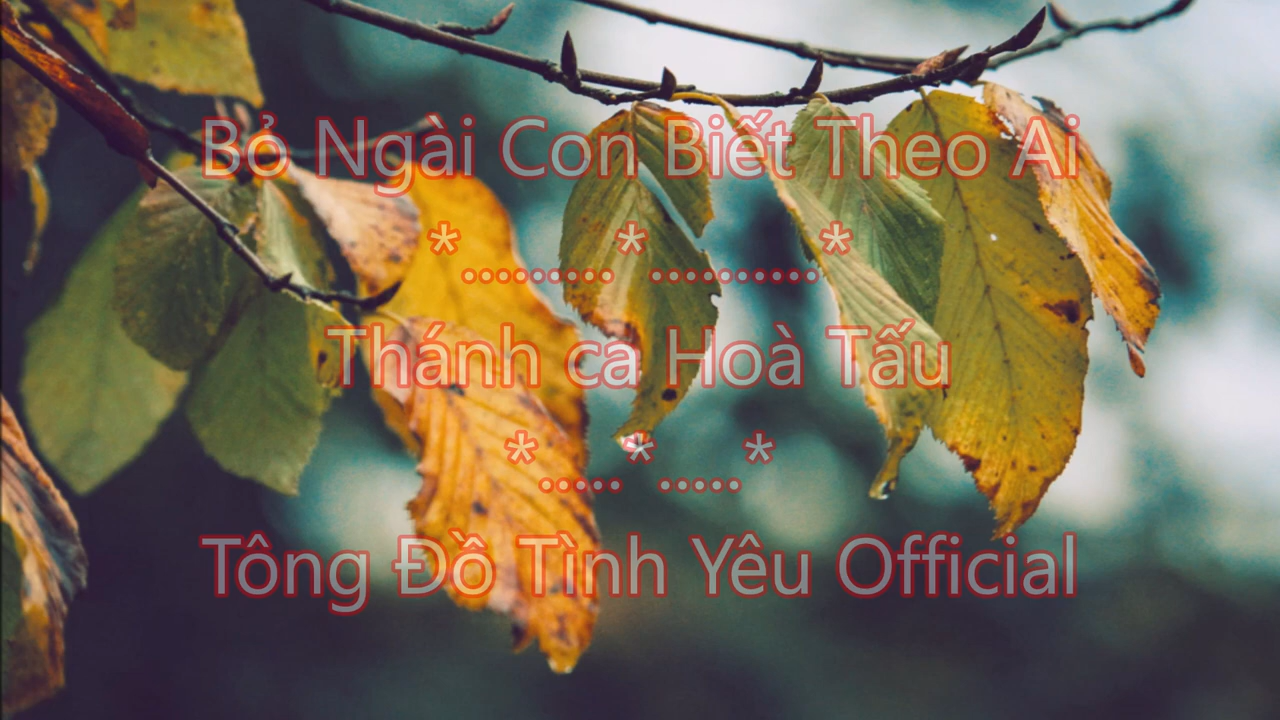 Bỏ Ngài Con Biết Theo Ai
*.........*..........*
Thánh ca Hoà Tấu
*.....*.....*
Tông Đồ Tình Yêu Official